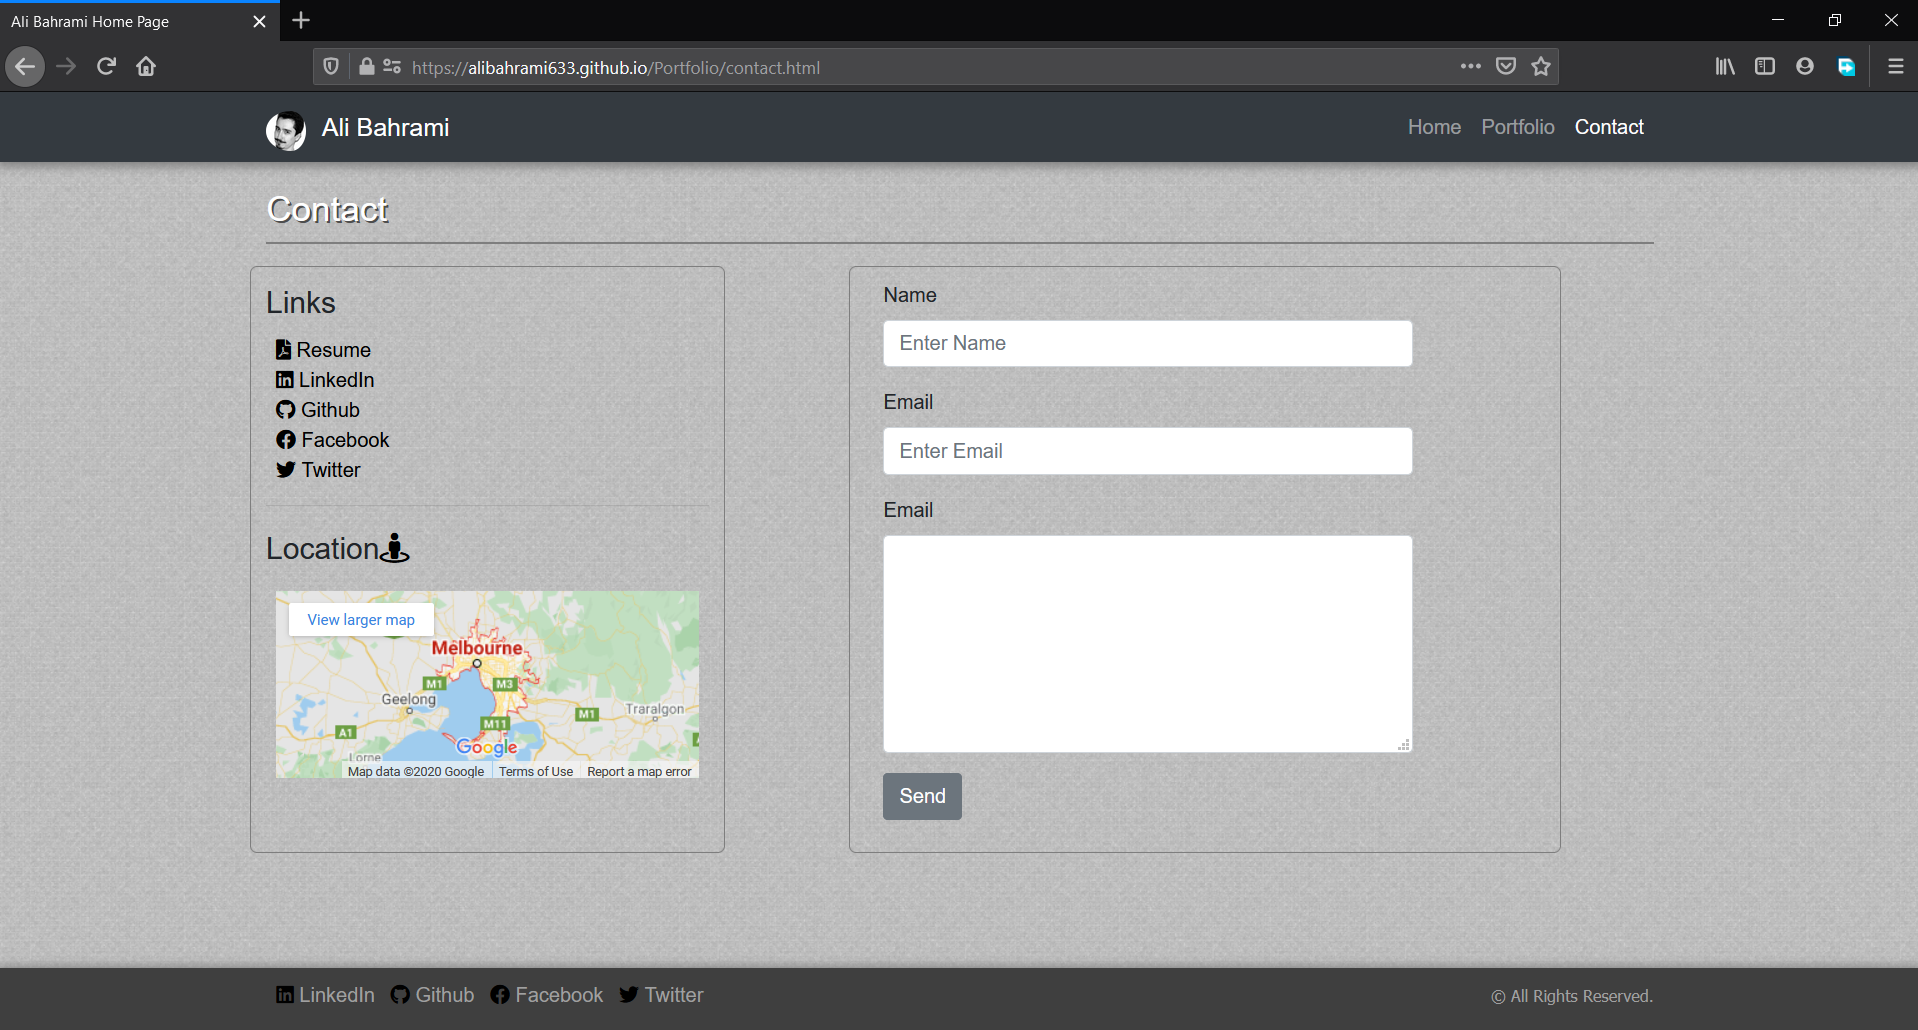 Ali Bahrami Home Page
https://alibahrami633.github.io/Portfolio/contact.html
Ali Bahrami
Home Portfolio Contact
Contact
Links
Resume
LinkedIn
Github
Facebook
Twitter
Location
View larger map
Melbourne
M1 M3
Geelong
Traralgon
M1
M11
A1
Google
Lorne
Map data ©2020 Google Terms of Use Report a map error
Name
Enter Name
Email
Enter Email
Email
Send
LinkedIn Github Facebook Twitter
© All Rights Reserved.